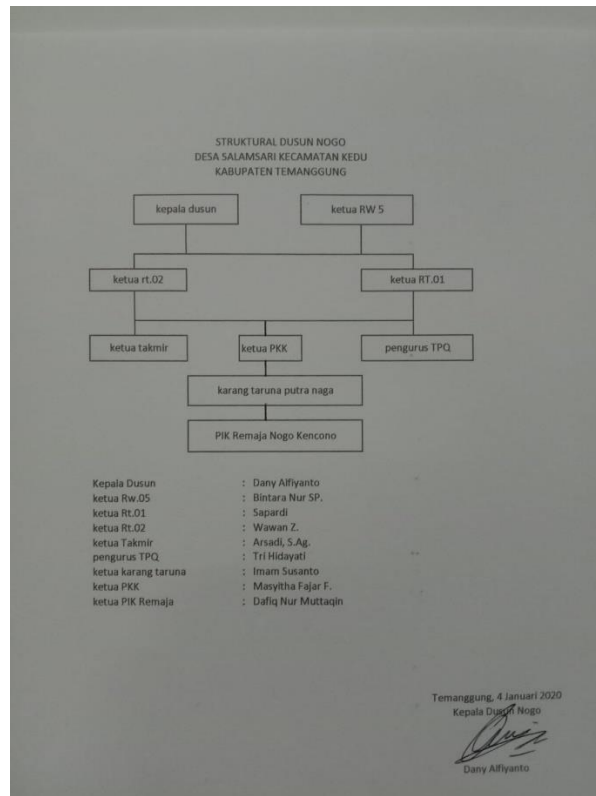 STRUKTURAL DUSUN NOGO
DESA SALAMSARI KECAMATAN KEDU
KABUPATEN TEMANGGUNG
kepala dusun
ketua RW 5
ketua rt.02
ketua RT.01
ketua takmir
ketua PKK
pengurus TPQ
karang taruna putra naga
PIK Remaja Nogo Kencono
Kepala Dusun : Dany Alfiyanto
ketua Rw.05 : Bintara Nur SP.
ketua Rt.01 : Sapardi
ketua Rt.02 : Wawan Z.
ketua Takmir : Arsadi, S.Ag.
pengurus TPQ : Tri Hidayati
ketua karang taruna : Imam Susanto
ketua PKK : Masyitha Fajar F.
ketua PIK Remaja : Dafiq Nur Muttaqin
Temanggung, 4 Januari 2020
Kepala Dusun Nogo
Dany Alfiyanto